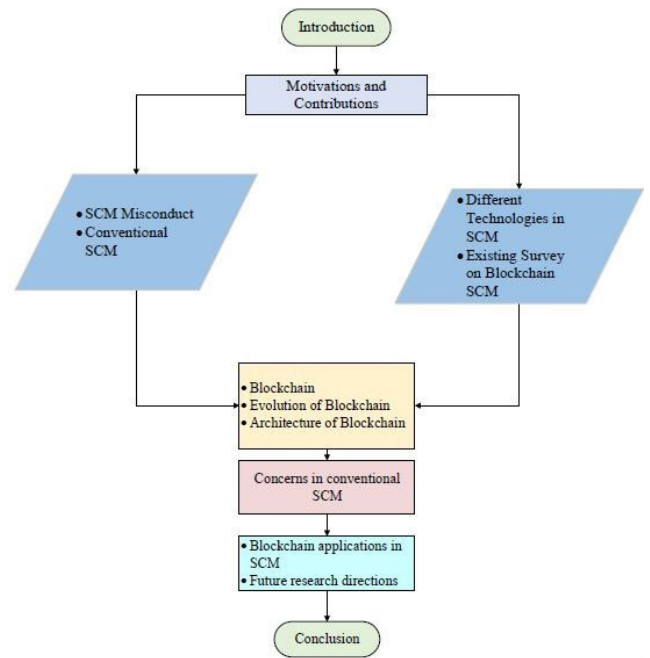 Introduction
Motivations and
Contributions
• SCM Misconduct
• Conventional
SCM
• Different
Technologies in
SCM
• Existing Survey
on Blockchain
SCM
• Blockchain
• Evolution of Blockchain
• Architecture of Blockchain
Concerns in conventional
SCM
• Blockchain applications in
SCM
• Future research directions
Conclusion